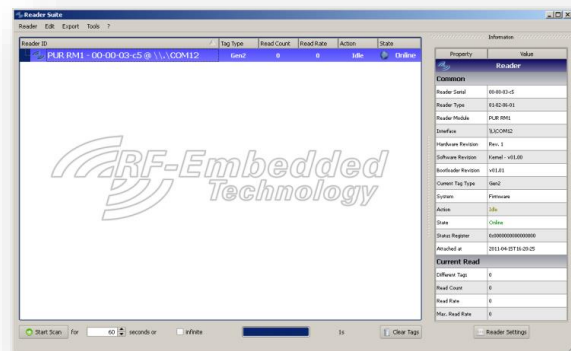 Reader Suite
Reader Edit Export Tools ?
Reader ID Tag Type Read Count Read Rate Action State
PUR RM1 - 00-00-03-c5 @ \\.\COM12 Gen2 0 0 Idle Online
RF-Embedded
Technology
Start Scan for 60 seconds or Infinite 1s Clear Tags
Information
Property Value
Reader
Common
Reader Serial 00-00-03-c5
Reader Type 01-02-06-01
Reader Module PUR RM1
Interface \\.\COM12
Hardware Revision Rev. 1
Software Revision Kernel - v01.00
Bootloader Revision v01.01
Current Tag Type Gen2
System Firmware
Action Idle
State Online
Status Register 0x0000000000000000
Attached at 2011-04-15T16:20:25
Current Read
Different Tags 0
Read Count 0
Read Rate 0
Max. Read Rate 0
Reader Settings